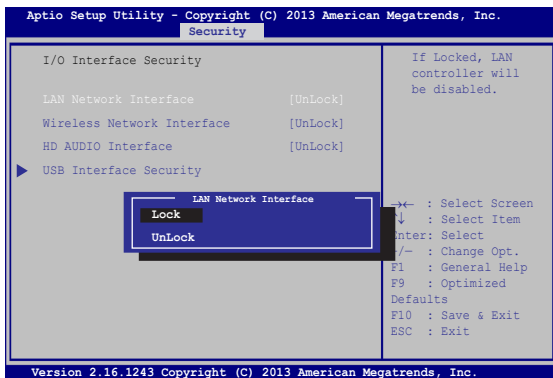 Aptio Setup Utility - Copyright (C) 2013 American Megatrends, Inc.
Security
I/O Interface Security
LAN Network Interface [UnLock]
Wireless Network Interface [UnLock]
HD AUDIO Interface [UnLock]
USB Interface Security
LAN Network Interface
Lock
UnLock
If Locked, LAN
controller will
be disabled.
→← : Select Screen
↑↓ : Select Item
Enter: Select
+/— : Change Opt.
F1 : General Help
F9 : Optimized
Defaults
F10 : Save & Exit
ESC : Exit
Version 2.16.1243 Copyright (C) 2013 American Megatrends, Inc.